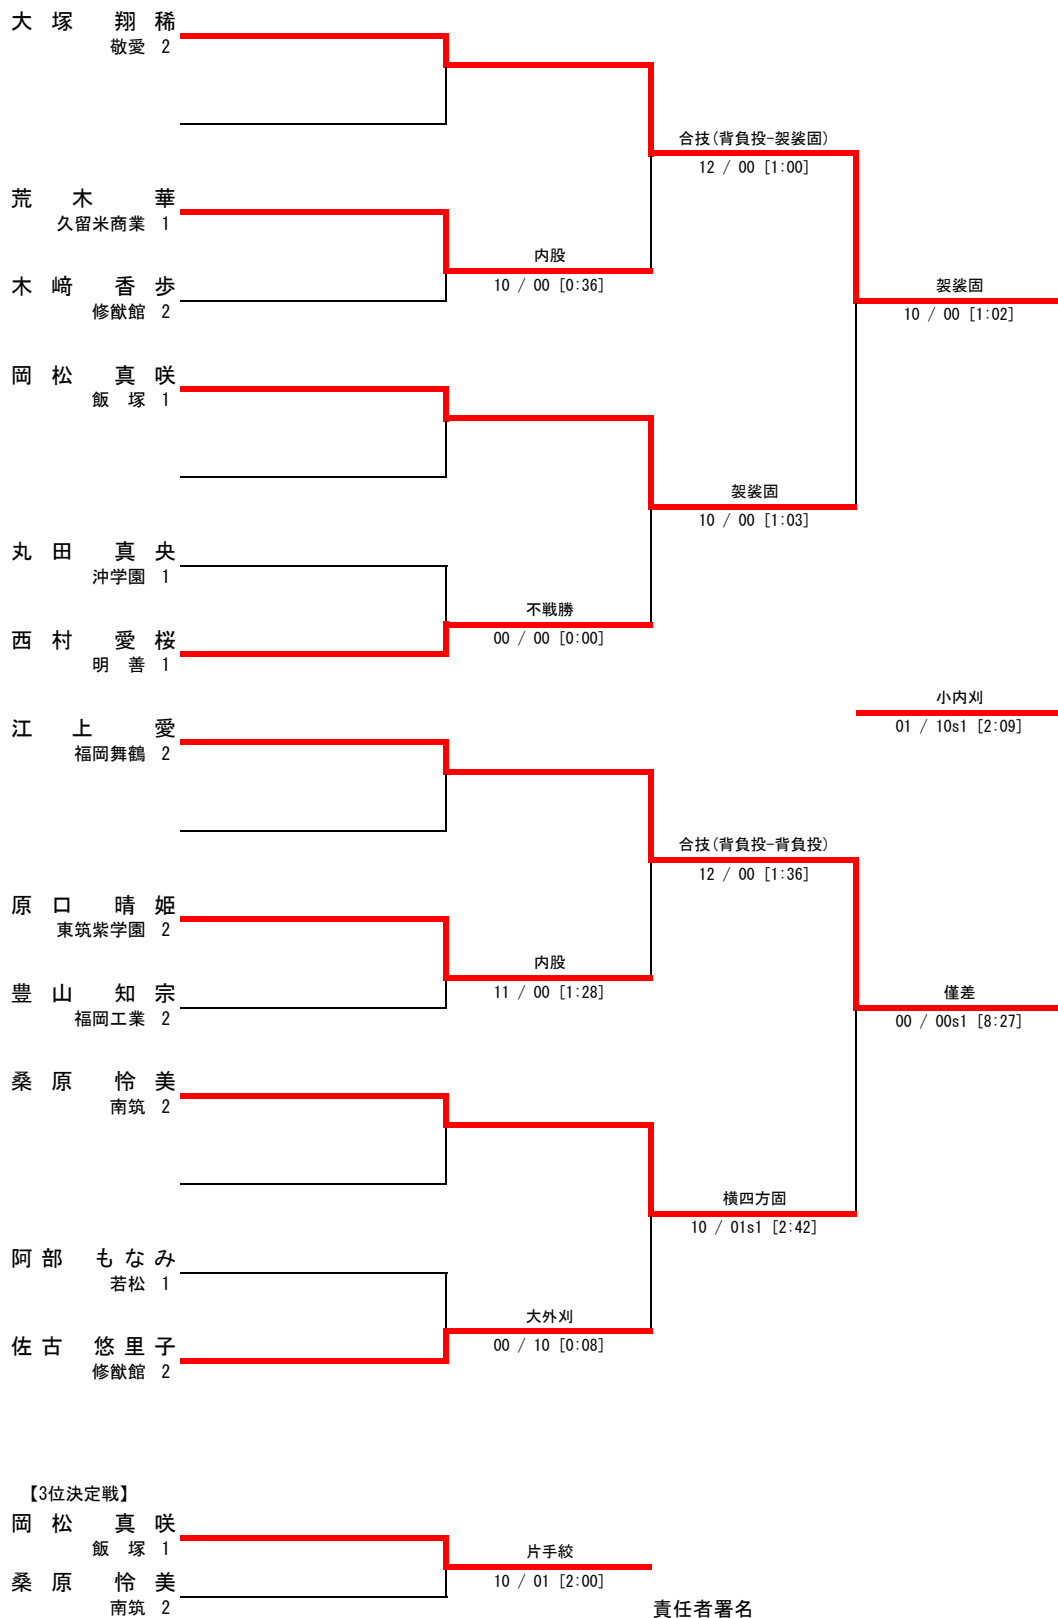 大塚 翔稀
敬愛 2
合技(背負投-袈裟固)
12 / 00 [1:00]
荒木 華
久留米商業 1
内股
10 / 00 [0:36]
木﨑 香歩
修猷館 2
袈裟固
10 / 00 [1:02]
岡松 真咲
飯塚 1
袈裟固
10 / 00 [1:03]
丸田 真央
沖学園 1
不戦勝
00 / 00 [0:00]
西村 愛桜
明善 1
小内刈
01 / 10s1 [2:09]
江上 愛
福岡舞鶴 2
合技(背負投-背負投)
12 / 00 [1:36]
原口 晴姫
東筑紫学園 2
内股
11 / 00 [1:28]
豊山 知宗
福岡工業 2
僅差
00 / 00s1 [8:27]
桑原 怜美
南筑 2
横四方固
10 / 01s1 [2:42]
阿部 もなみ
若松 1
大外刈
00 / 10 [0:08]
佐古 悠里子
修猷館 2
【3位決定戦】
岡松 真咲
飯塚 1
片手絞
10 / 01 [2:00]
桑原 怜美
南筑 2
責任者署名